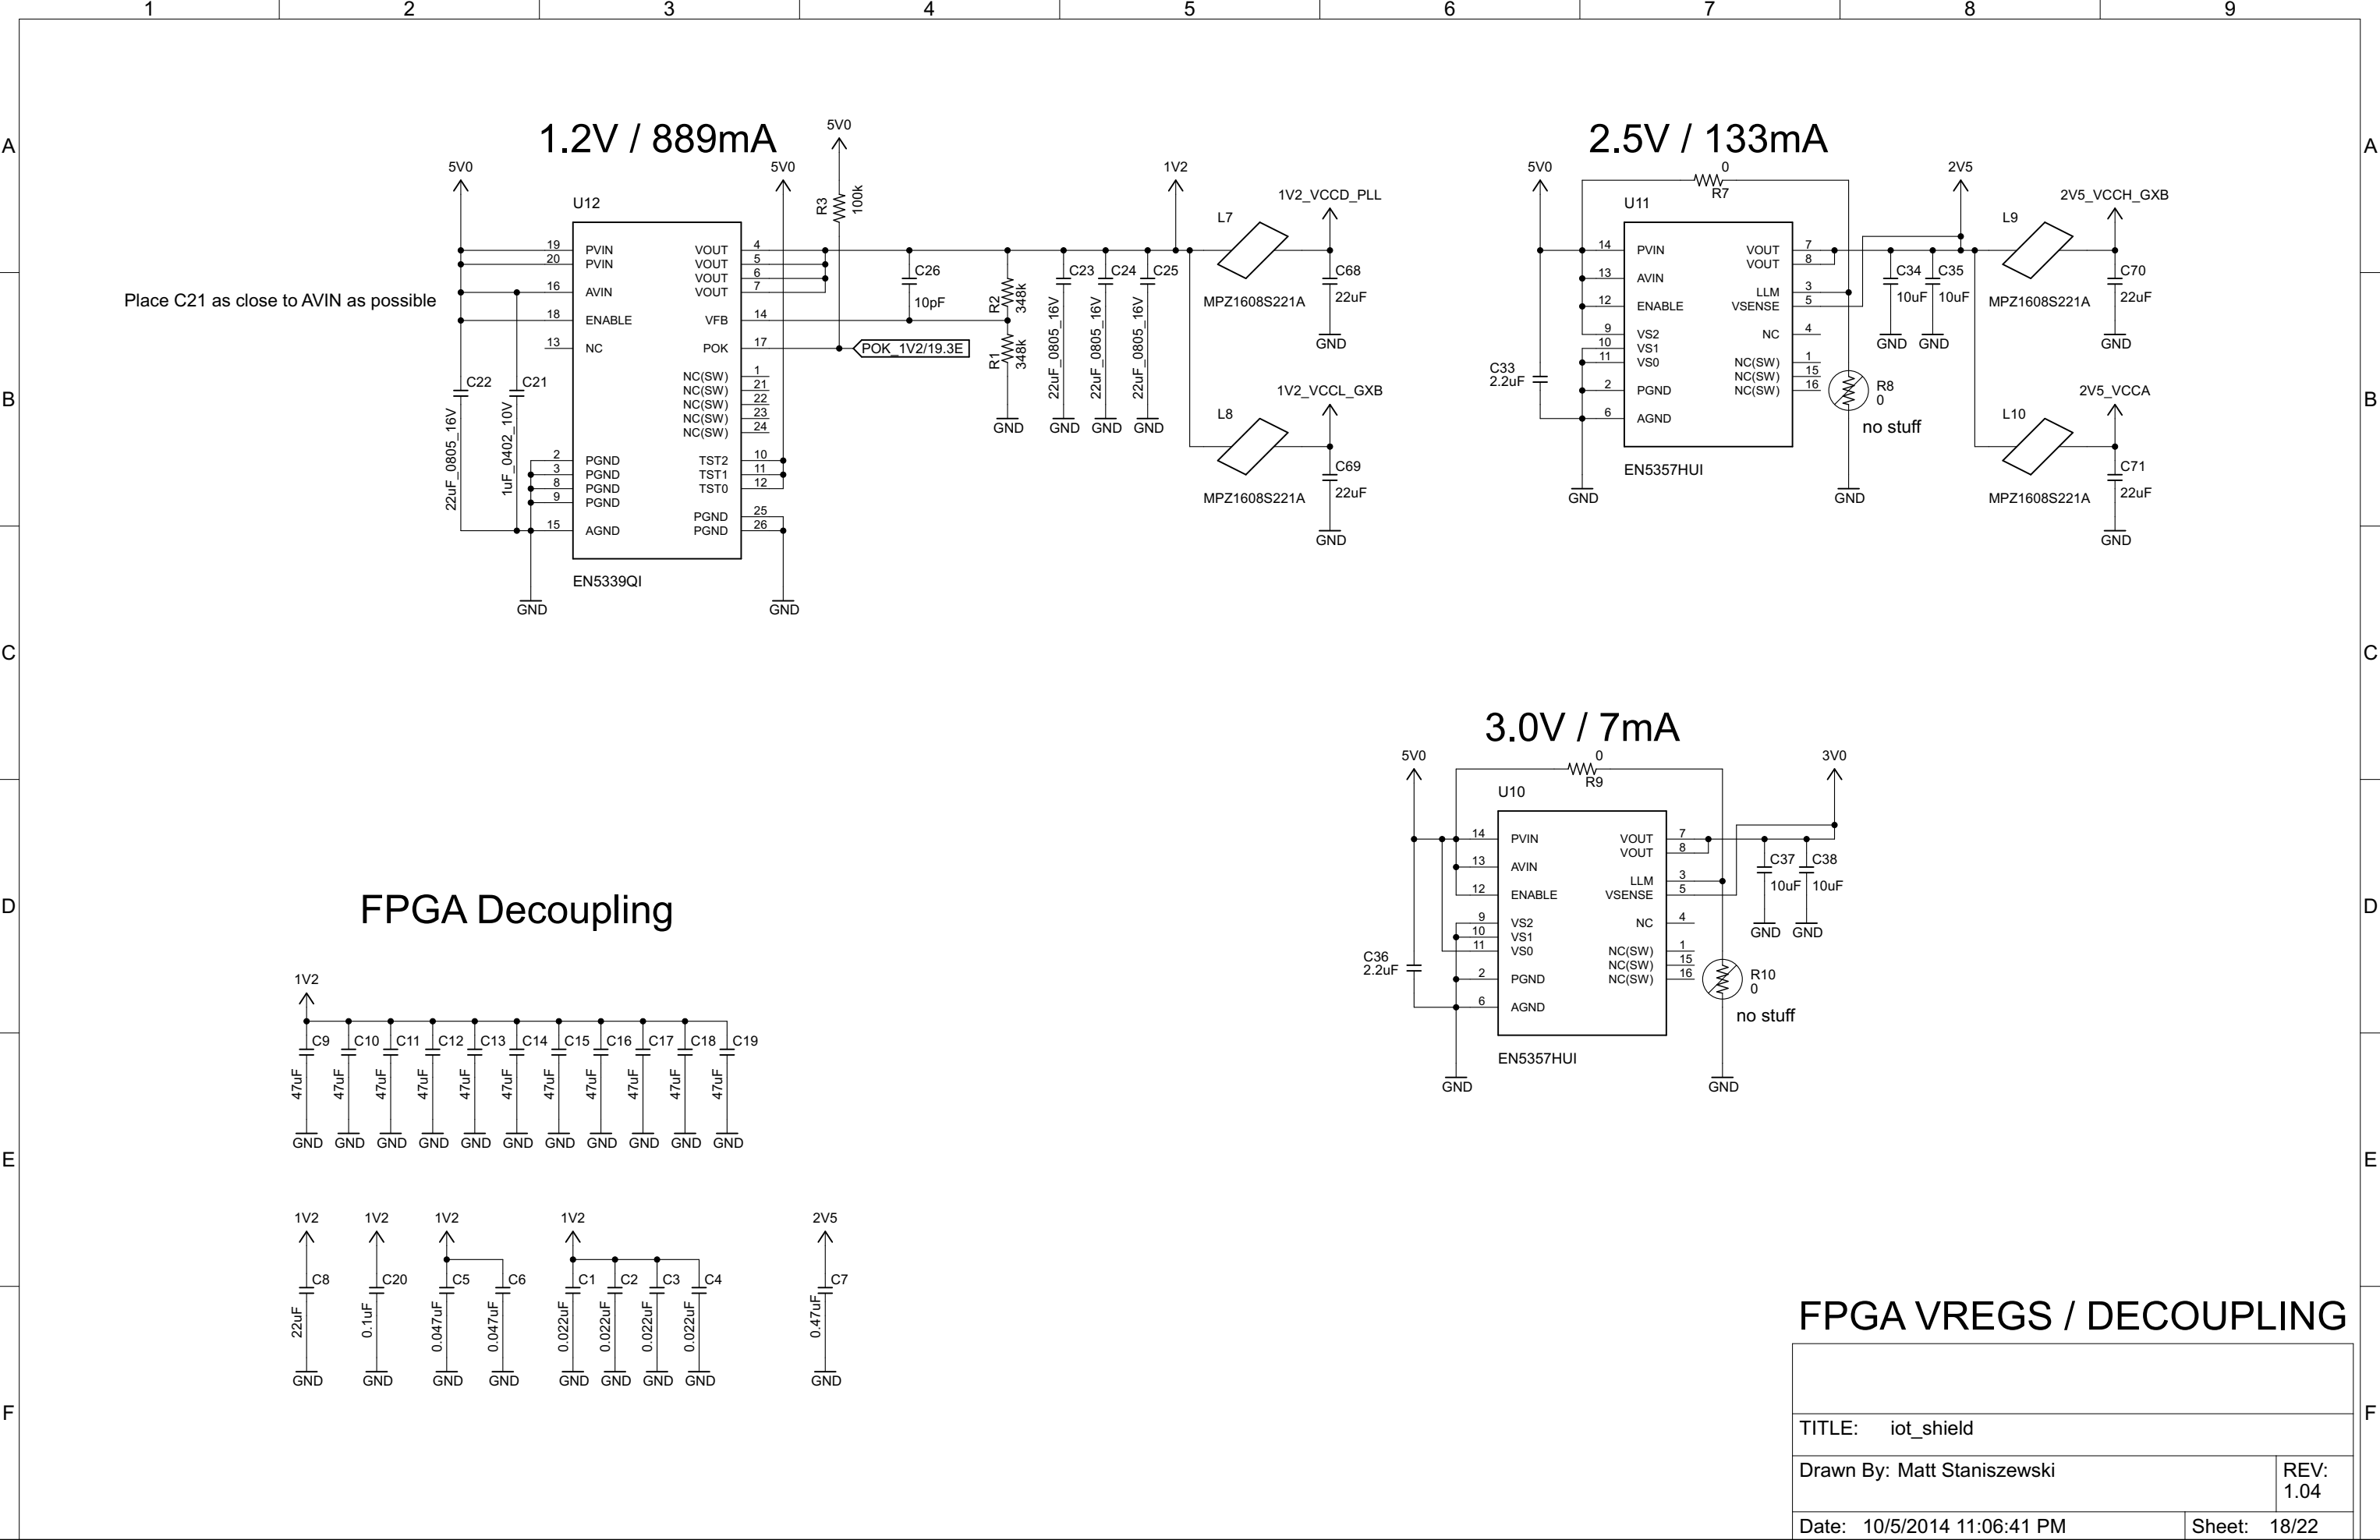 1 2 3 4 5 6 7 8 9
A
B
C
D
E
F
A
B
C
D
E
F
1.2V / 889mA
5V0
5V0
5V0
U12
R3
100k
Place C21 as close to AVIN as possible
19 PVIN
20 PVIN
16 AVIN
18 ENABLE
13 NC
2 PGND
3 PGND
8 PGND
9 PGND
15 AGND
VOUT 4
VOUT 5
VOUT 6
VOUT 7
VFB 14
POK 17
NC(SW) 1
NC(SW) 21
NC(SW) 22
NC(SW) 23
NC(SW) 24
TST2 10
TST1 11
TST0 12
PGND 25
PGND 26
EN5339QI
C22
22uF_0805_16V
C21
1uF_0402_10V
GND
GND
POK_1V2/19.3E
C26
10pF
R2
348k
R1
348k
GND
1V2
C23
22uF_0805_16V
GND
C24
22uF_0805_16V
GND
C25
22uF_0805_16V
GND
L7
MPZ1608S221A
1V2_VCCD_PLL
C68
22uF
GND
L8
MPZ1608S221A
1V2_VCCL_GXB
C69
22uF
GND
2.5V / 133mA
5V0
0
R7
U11
14 PVIN
13 AVIN
12 ENABLE
9 VS2
10 VS1
11 VS0
2 PGND
6 AGND
VOUT 7
VOUT 8
LLM 3
VSENSE 5
NC 4
NC(SW) 1
NC(SW) 15
NC(SW) 16
EN5357HUI
C33
2.2uF
GND
R8
0
no stuff
GND
2V5
C34
10uF
GND
C35
10uF
GND
L9
MPZ1608S221A
2V5_VCCH_GXB
C70
22uF
GND
L10
MPZ1608S221A
2V5_VCCA
C71
22uF
GND
3.0V / 7mA
5V0
0
R9
3V0
U10
14 PVIN
13 AVIN
12 ENABLE
9 VS2
10 VS1
11 VS0
2 PGND
6 AGND
VOUT 7
VOUT 8
LLM 3
VSENSE 5
NC 4
NC(SW) 1
NC(SW) 15
NC(SW) 16
EN5357HUI
C36
2.2uF
GND
R10
0
no stuff
GND
C37
10uF
GND
C38
10uF
GND
FPGA Decoupling
1V2
C9 C10 C11 C12 C13 C14 C15 C16 C17 C18 C19
47uF 47uF 47uF 47uF 47uF 47uF 47uF 47uF 47uF 47uF 47uF
GND GND GND GND GND GND GND GND GND GND GND
1V2 1V2 1V2 1V2 2V5
C8 C20 C5 C6 C1 C2 C3 C4 C7
22uF 0.1uF 0.047uF 0.047uF 0.022uF 0.022uF 0.022uF 0.022uF 0.47uF
GND GND GND GND GND GND GND GND GND
FPGA VREGS / DECOUPLING
TITLE: iot_shield
Drawn By: Matt Staniszewski
REV:
1.04
Date: 10/5/2014 11:06:41 PM
Sheet: 18/22